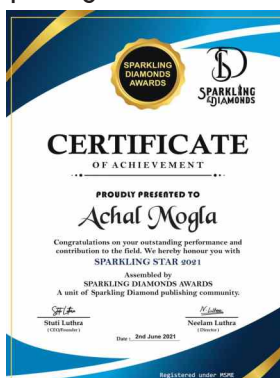 SPARKLING
DIAMONDS
AWARDS
SD
SPARKLING
&DIAMONDS
CERTIFICATE
OF ACHIEVEMENT
PROUDLY PRESENTED TO
Achal Mogla
Congratulations on your outstanding performance and
contribution to the field. We hereby honour you with
SPARKLING STAR 2021
Assembled by
SPARKLING DIAMONDS AWARDS
A unit of Sparkling Diamond publishing community.
Stuti Luthra
(CEO/Founder)
N. Luthra
Neelam Luthra
(Director)
Date : 2nd June 2021
Registered under MSME